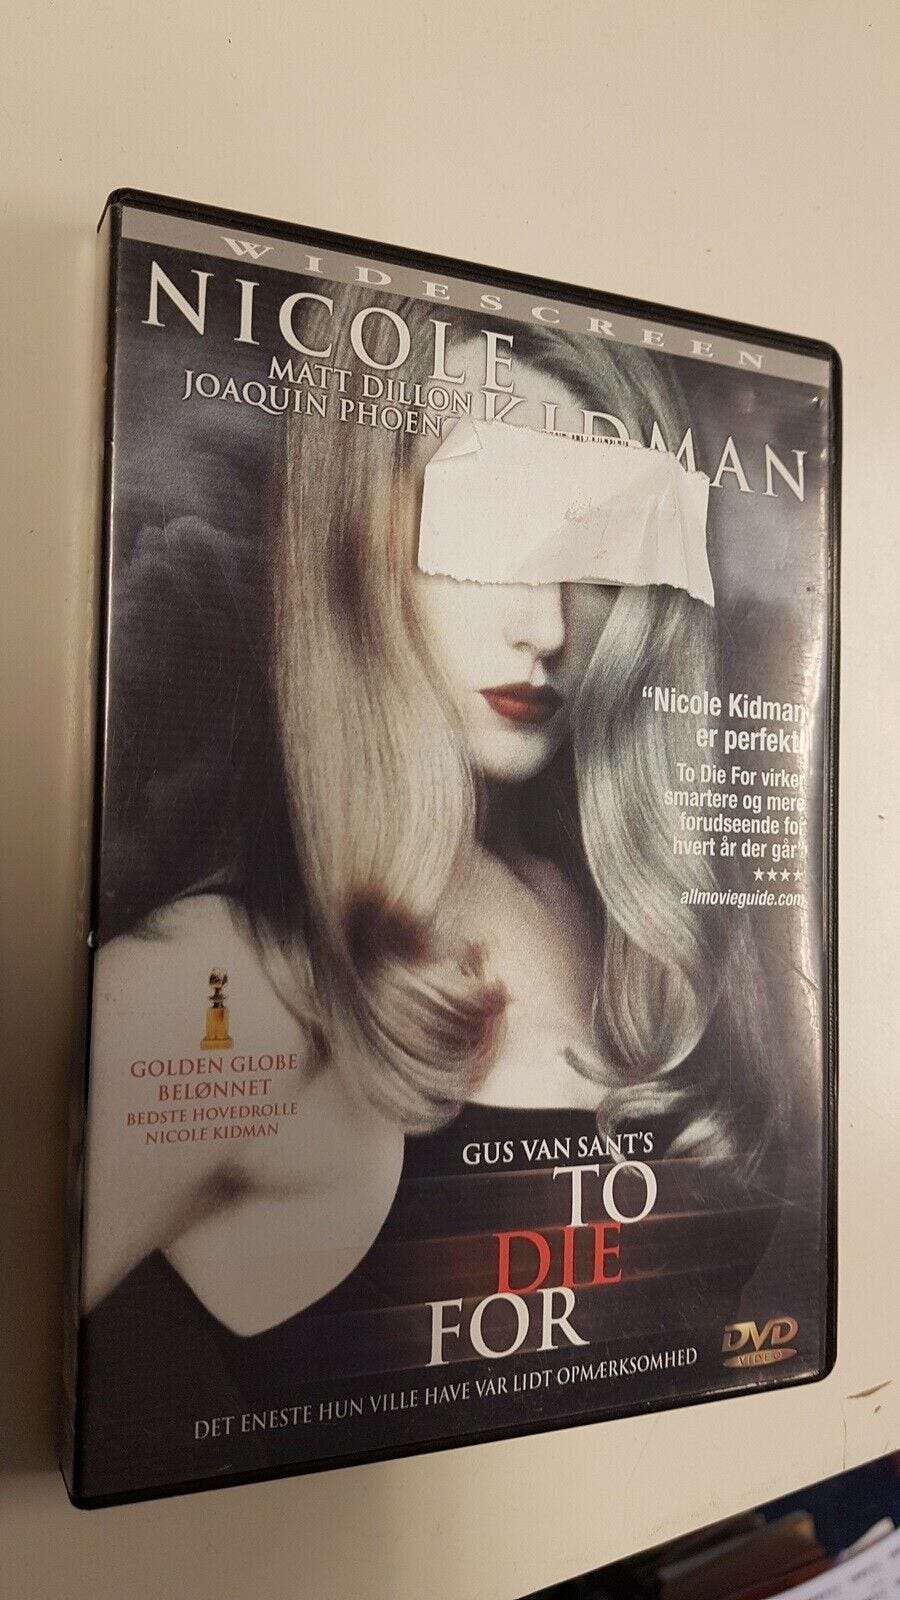 WIDESCREEN
NICOLE
MATT DILLON
JOAQUIN PHOEN
KIDMAN
"Nicole Kidman
er perfekt!
To Die For virker
smartere og mere
forudseende for
hvert år der går"
★★★★
allmovieguide.com
GOLDEN GLOBE
BELØNNET
BEDSTE HOVEDROLLE
NICOLE KIDMAN
GUS VAN SANT'S
TO
DIE
FOR
DVD
VIDEO
DET ENESTE HUN VILLE HAVE VAR LIDT OPMÆRKSOMHED